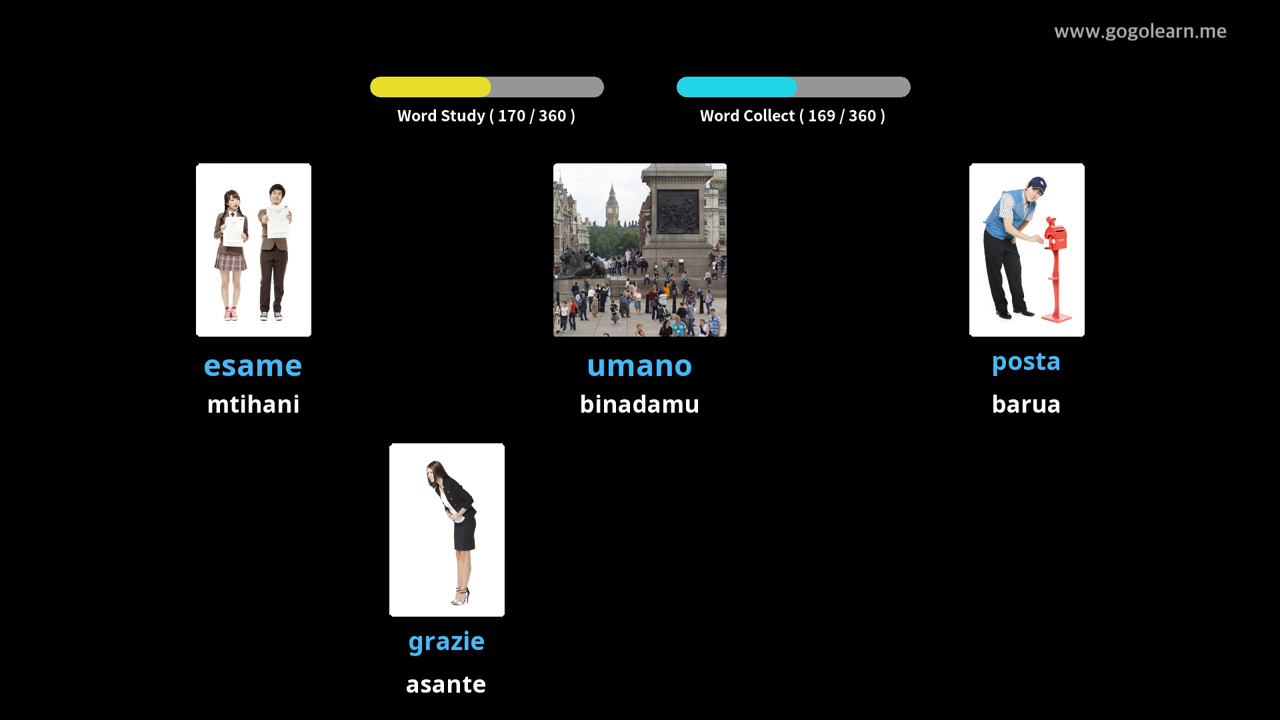 www.gogolearn.me
Word Study ( 170 / 360 )
Word Collect ( 169 / 360 )
esame
mtihani
umano
binadamu
posta
barua
grazie
asante